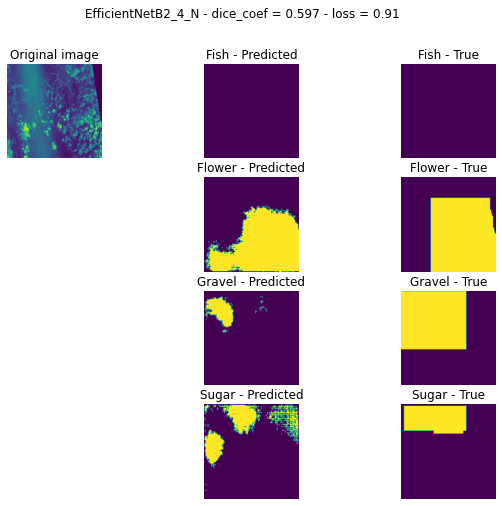 EfficientNetB2_4_N - dice_coef = 0.597 - loss = 0.91
Original image
Fish - Predicted
Fish - True
Flower - Predicted
Flower - True
Gravel - Predicted
Gravel - True
Sugar - Predicted
Sugar - True